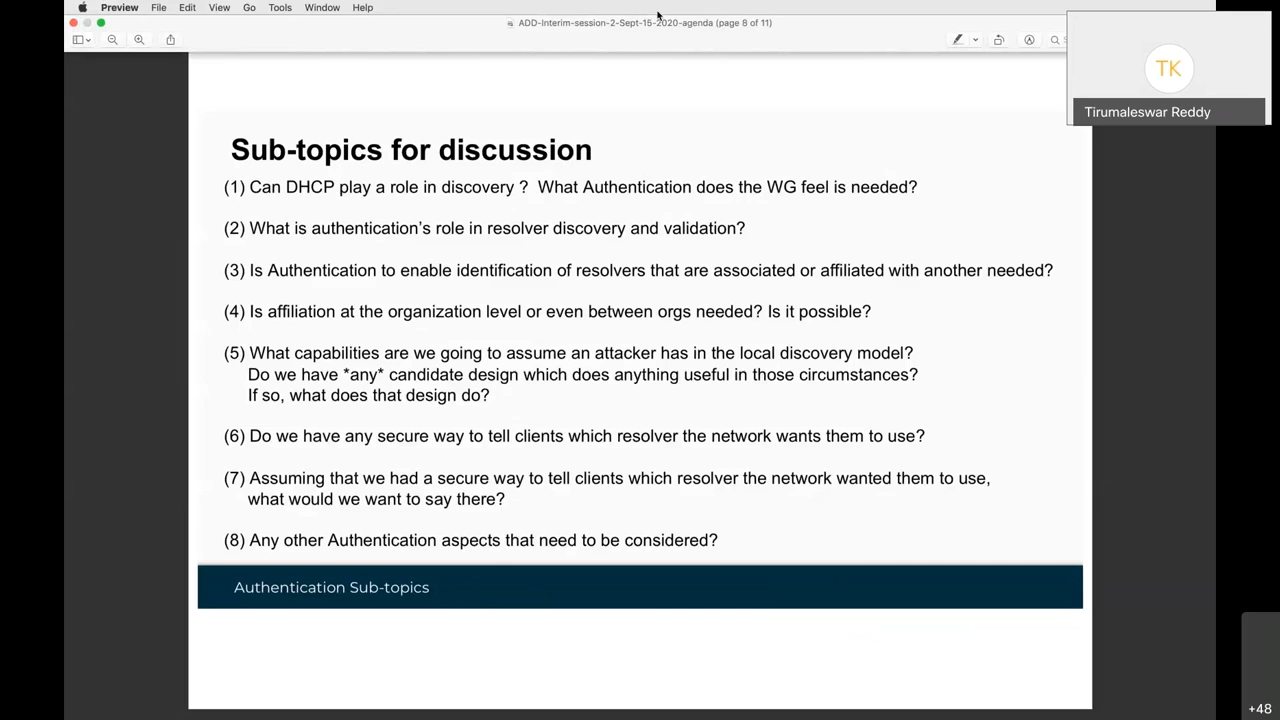 Preview File Edit View Go Tools Window Help
ADD-Interim-session-2-Sept-15-2020-agenda (page 8 of 11)
TK
Tirumaleswar Reddy
Sub-topics for discussion
(1) Can DHCP play a role in discovery ? What Authentication does the WG feel is needed?
(2) What is authentication’s role in resolver discovery and validation?
(3) Is Authentication to enable identification of resolvers that are associated or affiliated with another needed?
(4) Is affiliation at the organization level or even between orgs needed? Is it possible?
(5) What capabilities are we going to assume an attacker has in the local discovery model?
Do we have *any* candidate design which does anything useful in those circumstances?
If so, what does that design do?
(6) Do we have any secure way to tell clients which resolver the network wants them to use?
(7) Assuming that we had a secure way to tell clients which resolver the network wanted them to use,
what would we want to say there?
(8) Any other Authentication aspects that need to be considered?
Authentication Sub-topics
+48